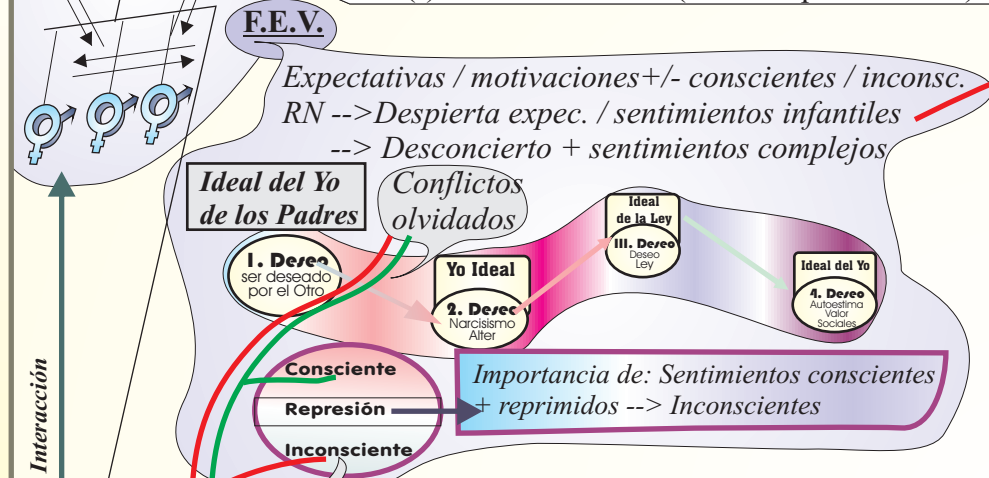 F.E.V.
Expectativas / motivaciones+/- conscientes / inconsc.
RN -->Despierta expec. / sentimientos infantiles
--> Desconcierto + sentimientos complejos
Ideal del Yo
de los Padres
Conflictos
olvidados
1. Deseo
ser deseado
por el Otro
Yo Ideal
2. Deseo
Narcisismo
Alter
Ideal
de la Ley
III. Deseo
Deseo
Ley
Ideal del Yo
4. Deseo
Autoestima
Valor
Sociales
Consciente
Represión
Inconsciente
Importancia de: Sentimientos conscientes
+ reprimidos --> Inconscientes
Interacción